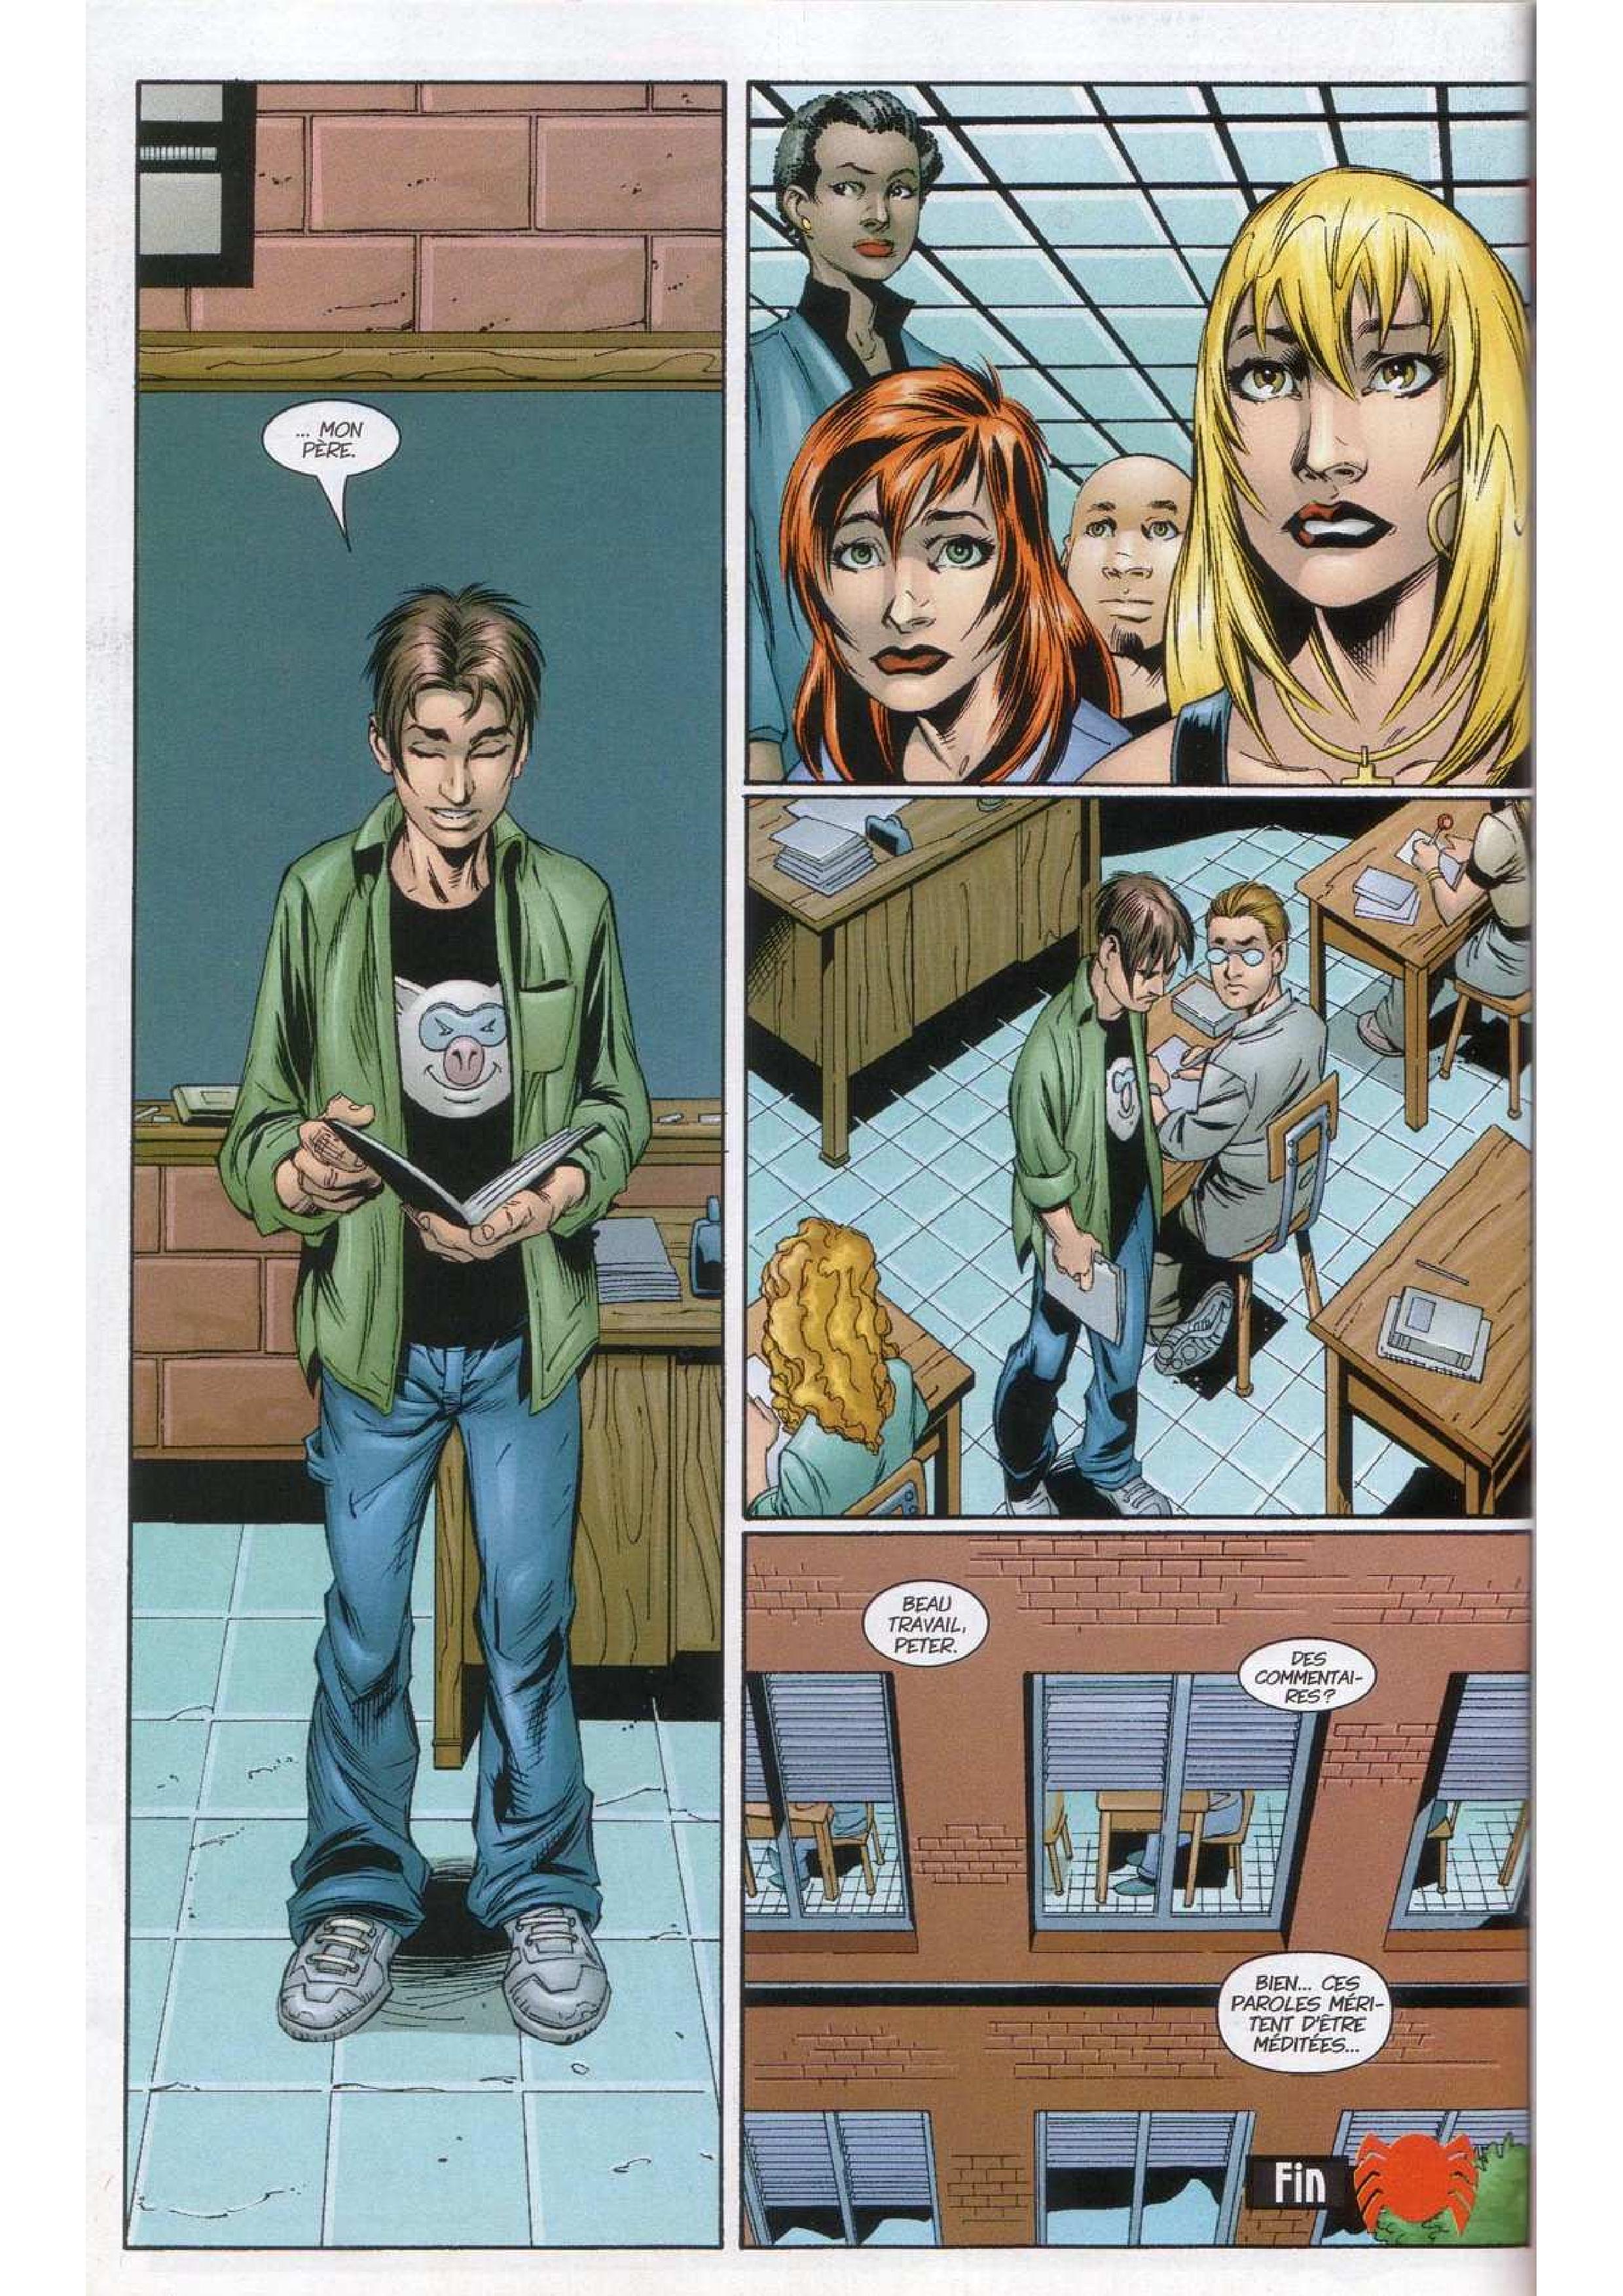 ... MON
PÈRE.
BEAU
TRAVAIL,
PETER.
DES
COMMENTAI-
RES?
BIEN... CES
PAROLES MÉRI-
TENT D'ÊTRE
MÉDITÉES...
Fin